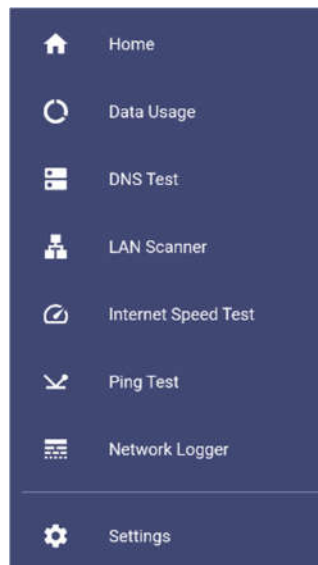 Home
Data Usage
DNS Test
LAN Scanner
Internet Speed Test
Ping Test
Network Logger
Settings